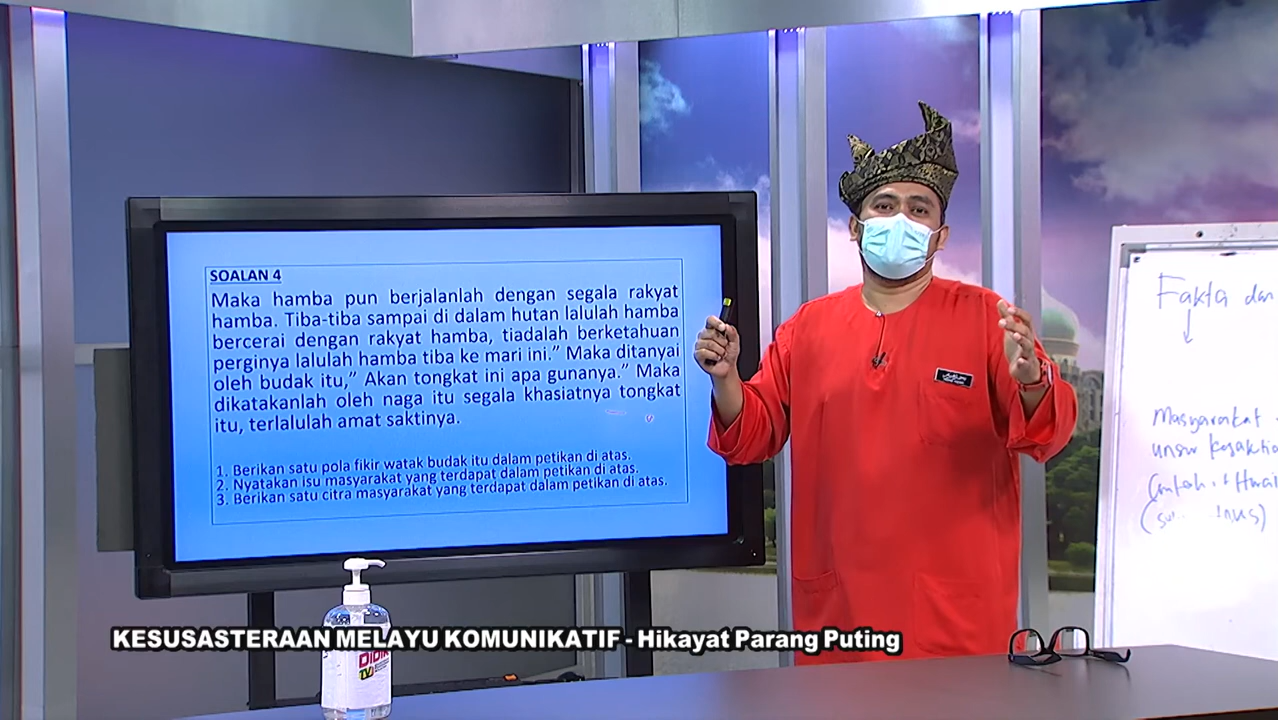 SOALAN 4
Maka hamba pun berjalanlah dengan segala rakyat
hamba. Tiba-tiba sampai di dalam hutan lalulah hamba
bercerai dengan rakyat hamba, tiadalah berketahuan
perginya lalulah hamba tiba ke mari ini.” Maka ditanyai
oleh budak itu,” Akan tongkat ini apa gunanya.” Maka
dikatakanlah oleh naga itu segala khasiatnya tongkat
itu, terlalulah amat saktinya.
1. Berikan satu pola fikir watak budak itu dalam petikan di atas.
2. Nyatakan isu masyarakat yang terdapat dalam petikan di atas.
3. Berikan satu citra masyarakat yang terdapat dalam petikan di atas.
Fakta dan
Masyarakat
unsur kesaktia
KESUSASTERAAN MELAYU KOMUNIKATIF - Hikayat Parang Puting
DIDIK
TV